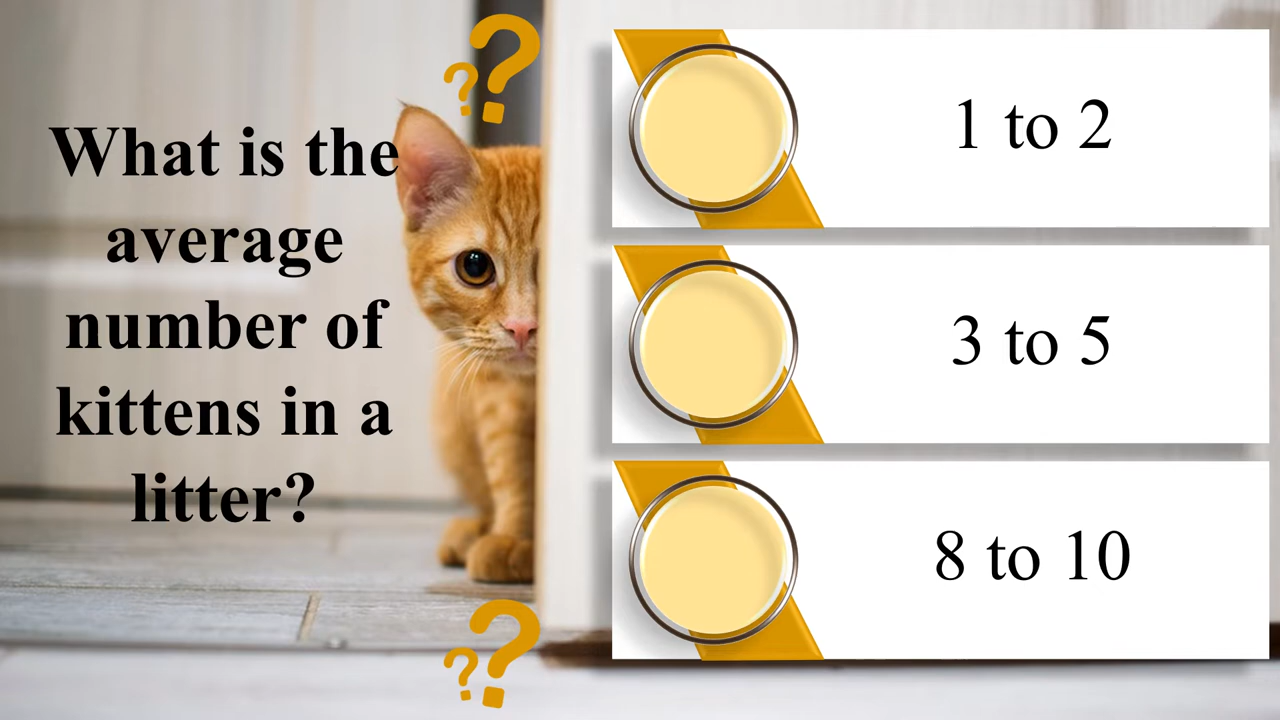 What is the
average
number of
kittens in a
litter?
1 to 2
3 to 5
8 to 10